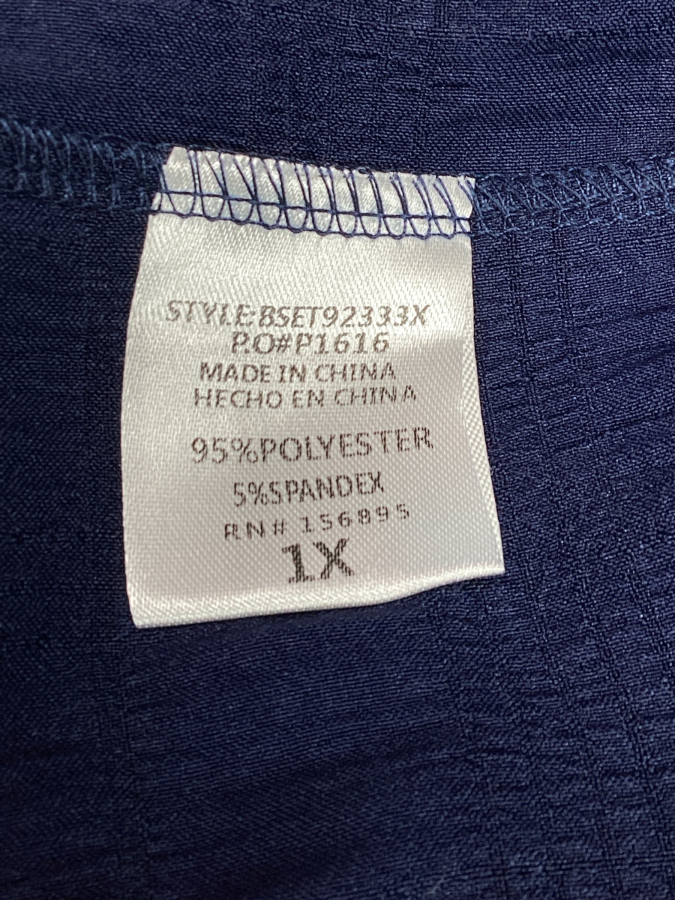 STYLE:BSET92333X
P.O#P1616
MADE IN CHINA
HECHO EN CHINA
95%POLYESTER
5%SPANDEX
RN# 156895
1X